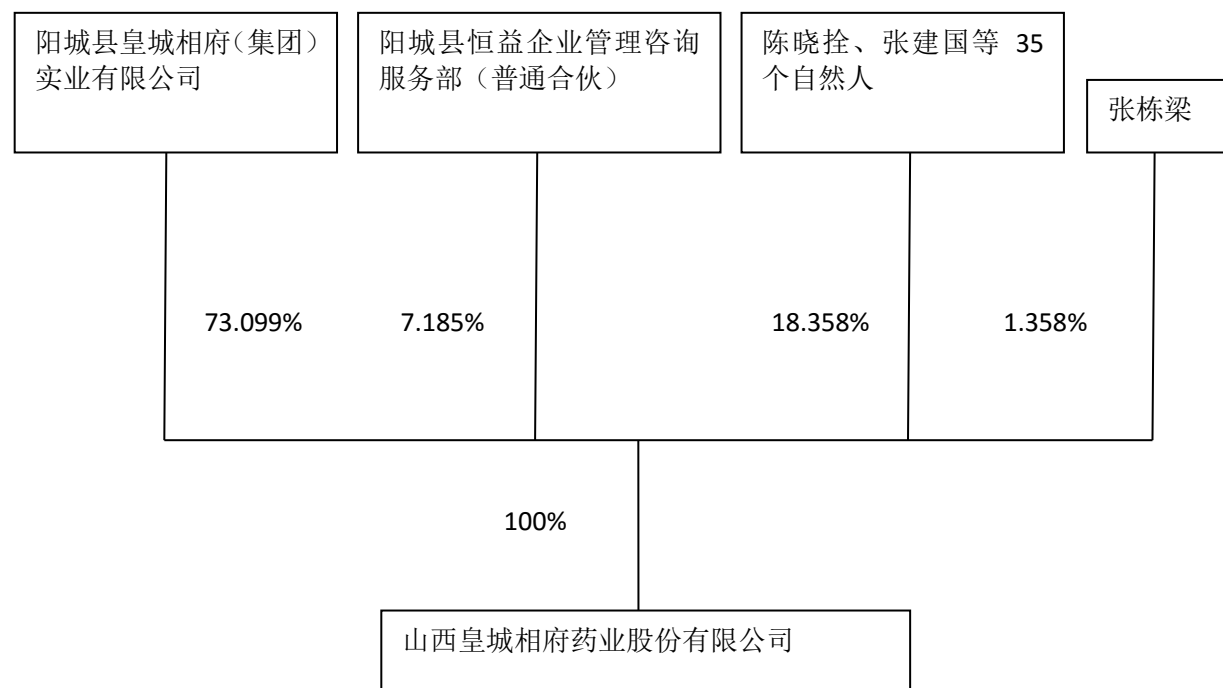 阳城县皇城相府（集团）
实业有限公司
阳城县恒益企业管理咨询
服务部（普通合伙）
陈晓拴、张建国等 35
个自然人
张栋梁
73.099%
7.185%
18.358%
1.358%
100%
山西皇城相府药业股份有限公司